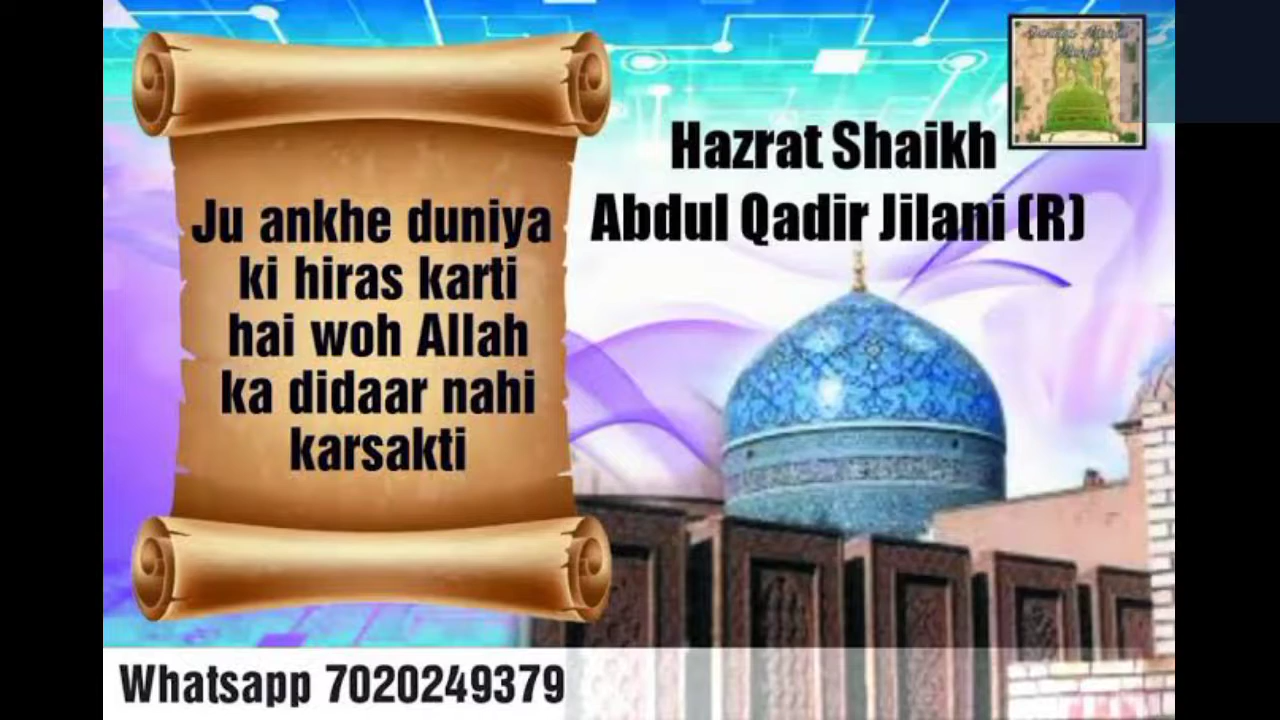 Hazrat Shaikh
Abdul Qadir Jilani (R)
Ju ankhe duniya
ki hiras karti
hai woh Allah
ka didaar nahi
karsakti
Whatsapp 7020249379